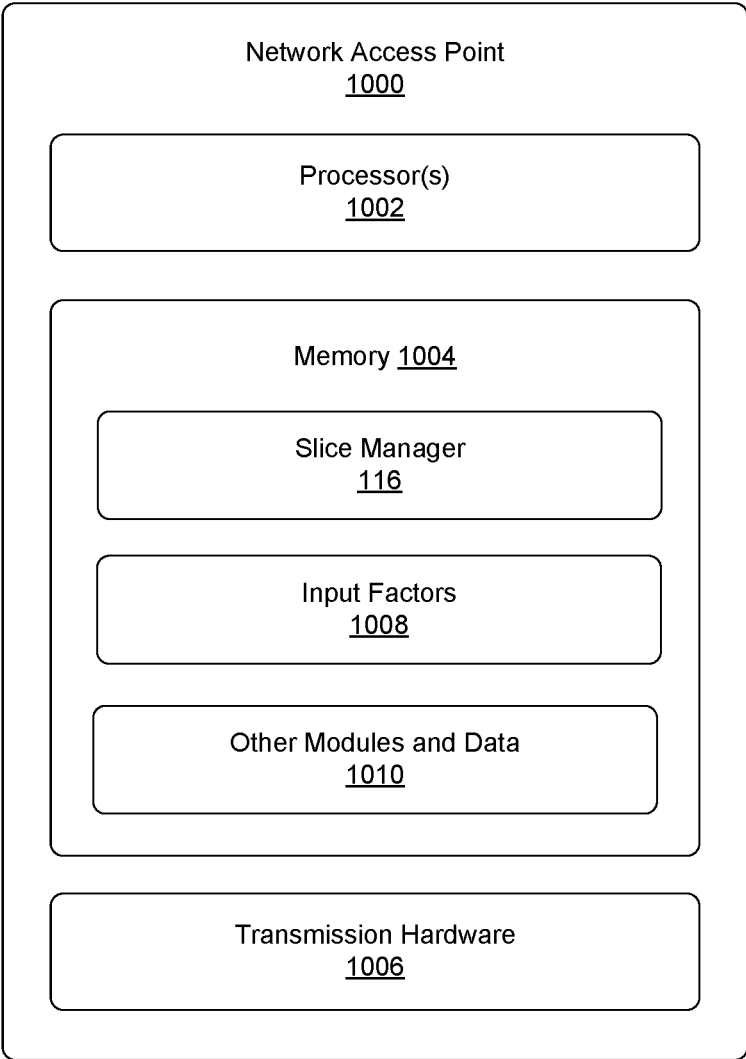 Network Access Point
1000
Processor(s)
1002
Memory 1004
Slice Manager
116
Input Factors
1008
Other Modules and Data
1010
Transmission Hardware
1006